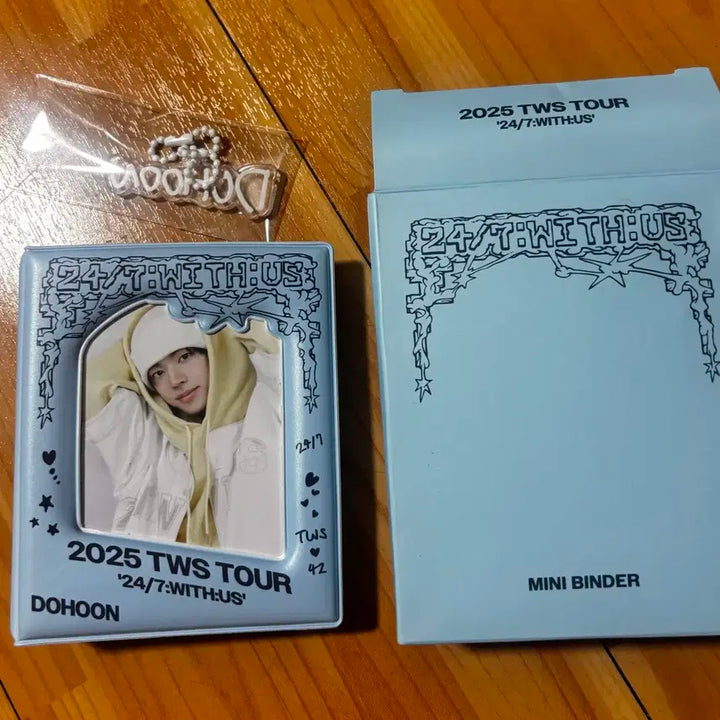 Dohoon
24/7:WITH:US
24/7
TWS
42
2025 TWS TOUR
'24/7:WITH:US'
DOHOON
2025 TWS TOUR
'24/7:WITH:US'
24/7:WITH:US
MINI BINDER